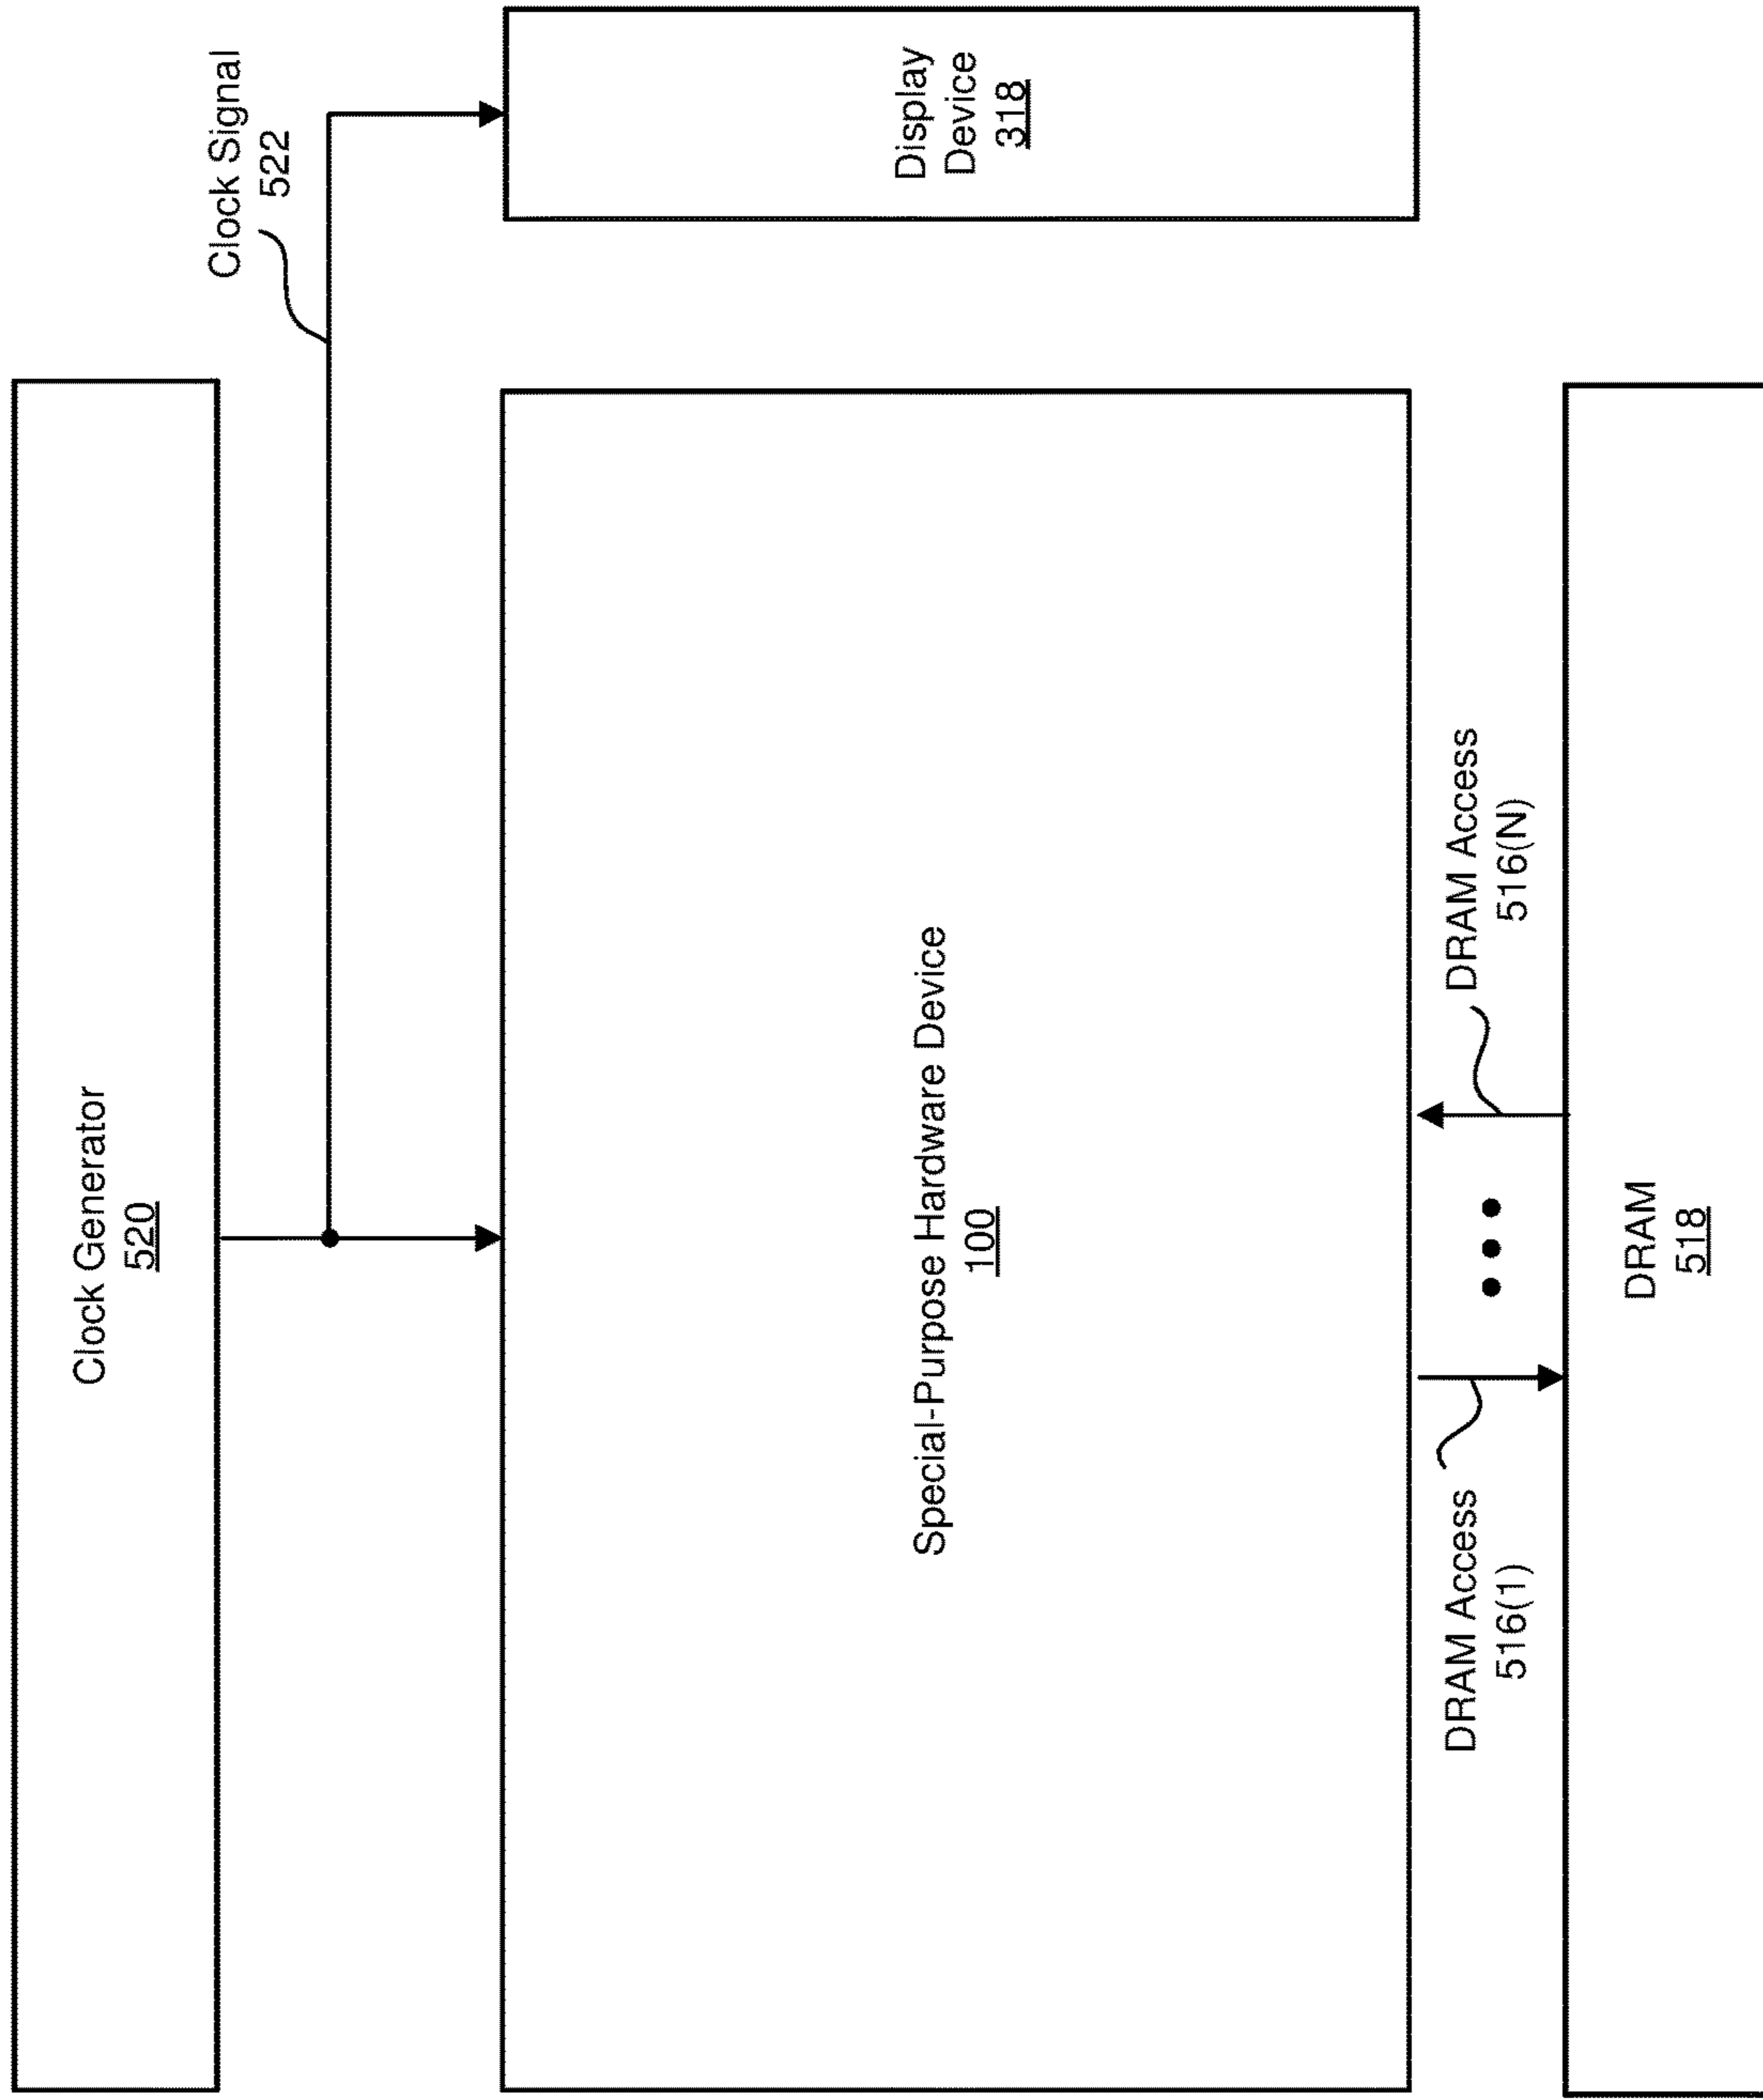 Clock Generator
520
Clock Signal
522
Special-Purpose Hardware Device
100
Display
Device
318
DRAM Access
516(1)
DRAM Access
516(N)
DRAM
518